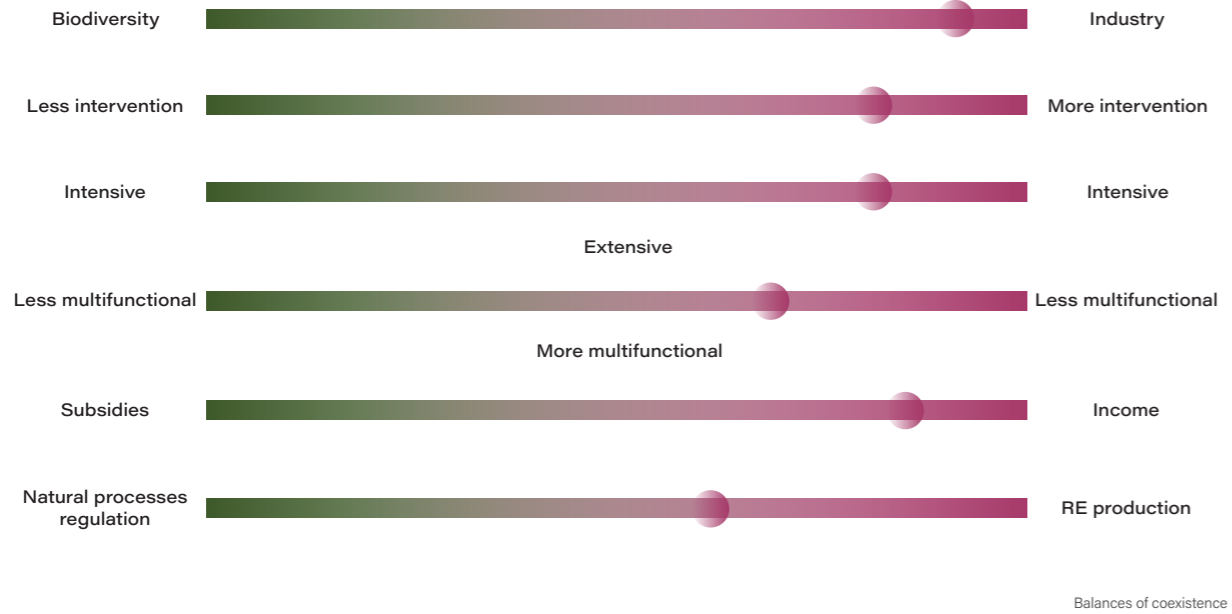 Biodiversity
Industry
Less intervention
More intervention
Intensive
Intensive
Extensive
Less multifunctional
Less multifunctional
More multifunctional
Subsidies
Income
Natural processes
regulation
RE production
Balances of coexistence